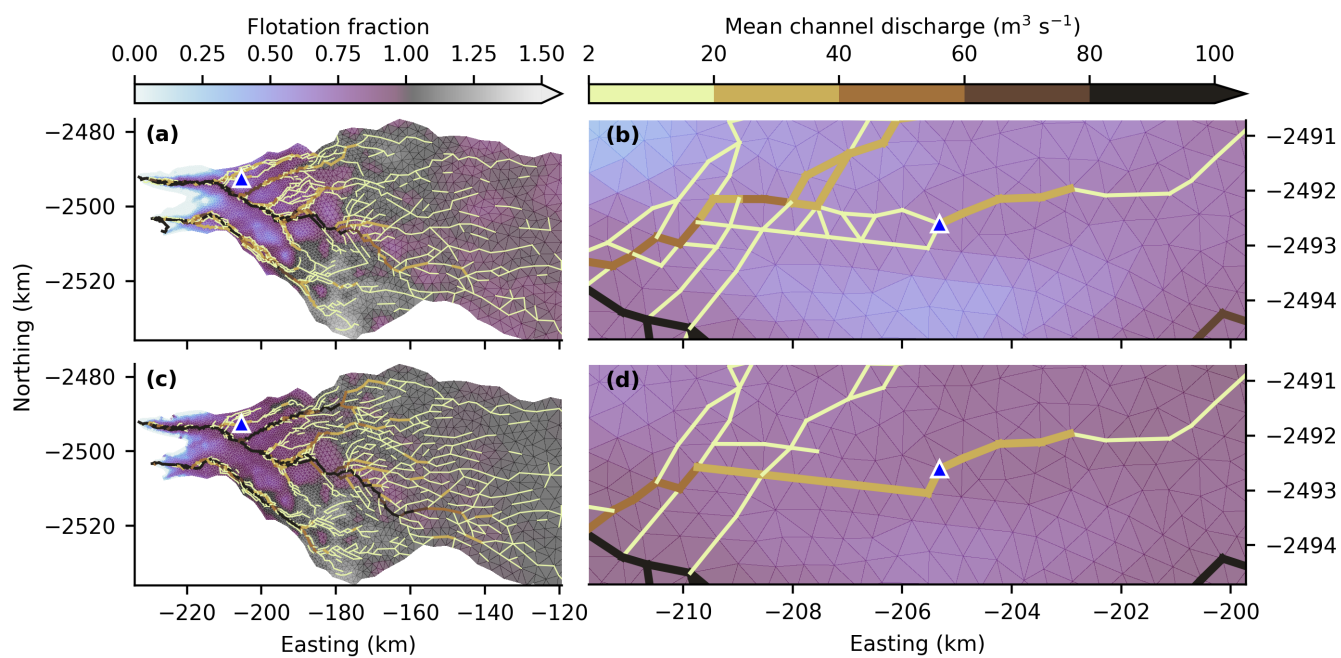 Flotation fraction
0.00 0.25 0.50 0.75 1.00 1.25 1.50
Mean channel discharge (m³ s⁻¹)
2 20 40 60 80 100
(a)
−2480
−2500
−2520
(b)
−2491
−2492
−2493
−2494
Northing (km)
(c)
−2480
−2500
−2520
−220 −200 −180 −160 −140 −120
Easting (km)
(d)
−2491
−2492
−2493
−2494
−210 −208 −206 −204 −202 −200
Easting (km)